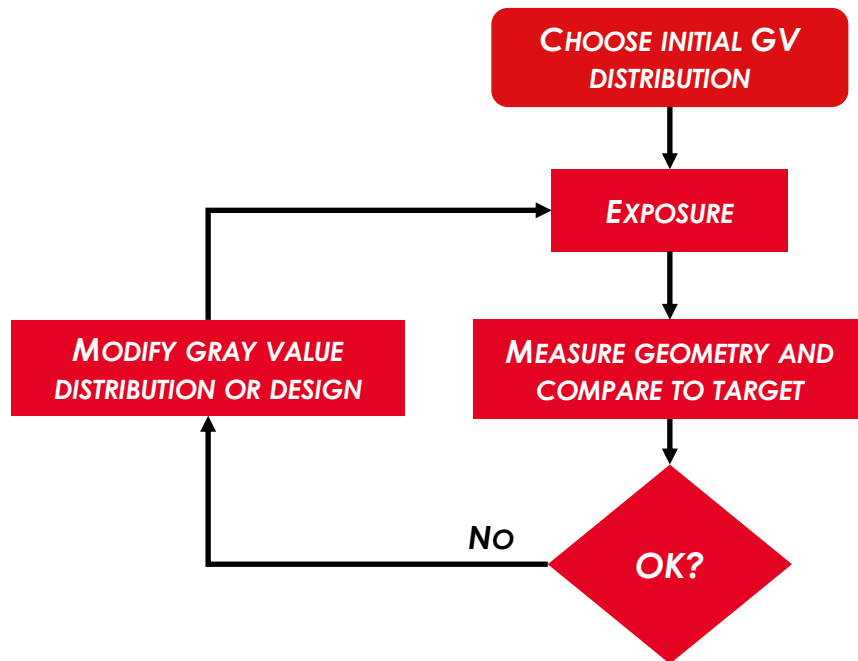 CHOOSE INITIAL GV
DISTRIBUTION
EXPOSURE
MODIFY GRAY VALUE
DISTRIBUTION OR DESIGN
MEASURE GEOMETRY AND
COMPARE TO TARGET
NO
OK?